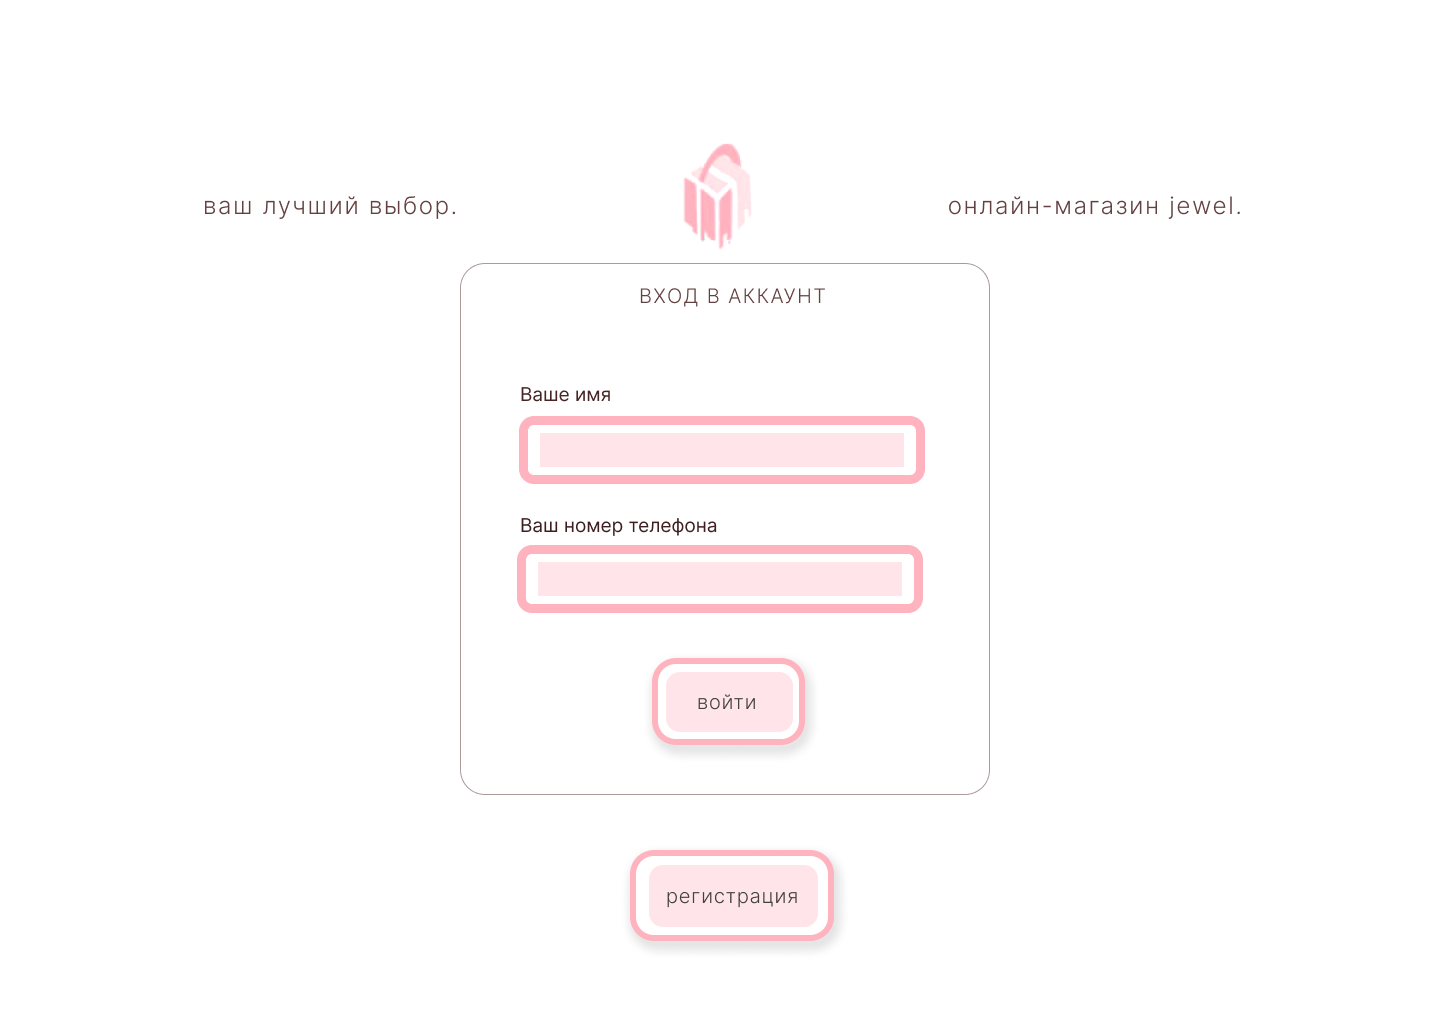 ваш лучший выбор.
онлайн-магазин jewel.
ВХОД В АККАУНТ
Ваше имя
Ваш номер телефона
войти
регистрация